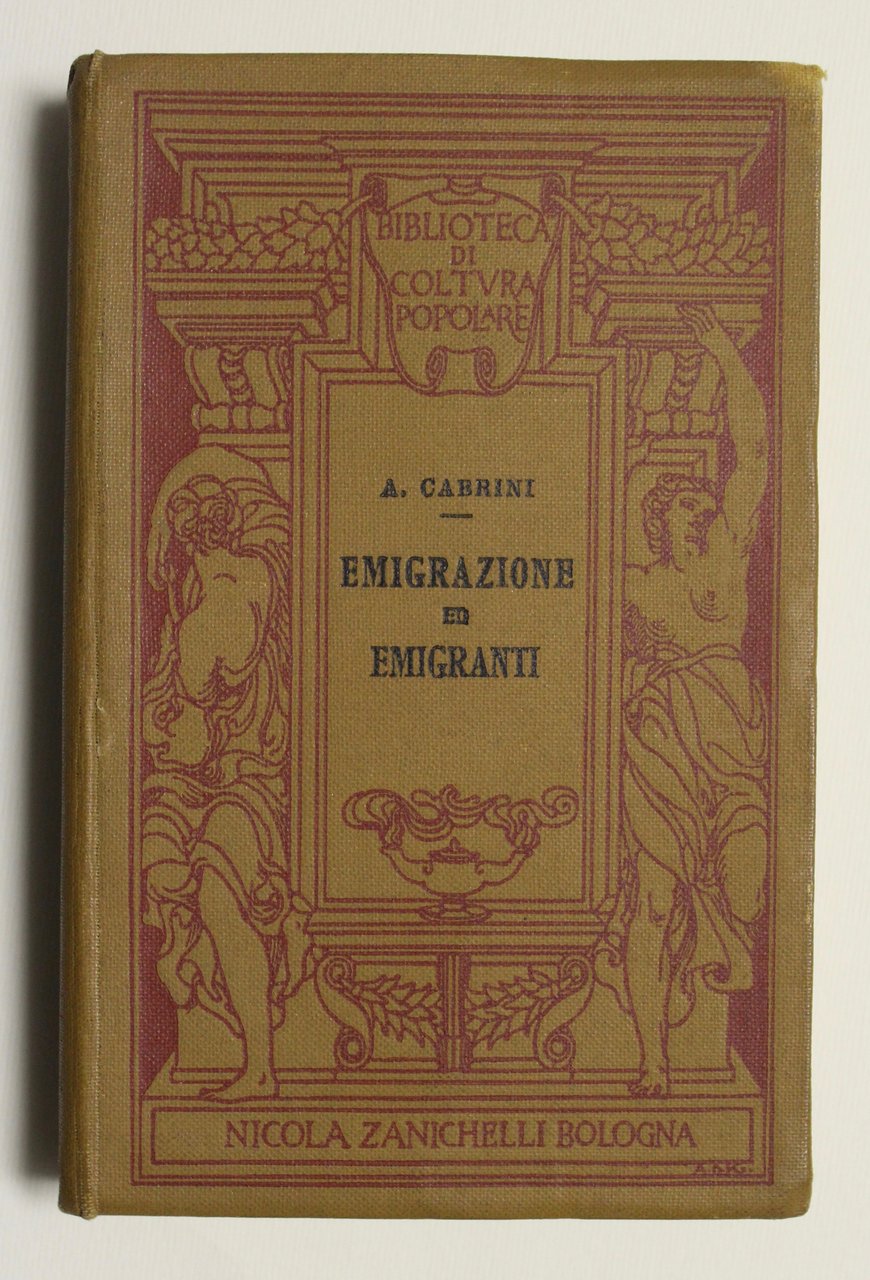 BIBLIOTECA
DI
COLTVRA
POPOLARE
A. CABRINI
EMIGRAZIONE
ED
EMIGRANTI
NICOLA ZANICHELLI BOLOGNA